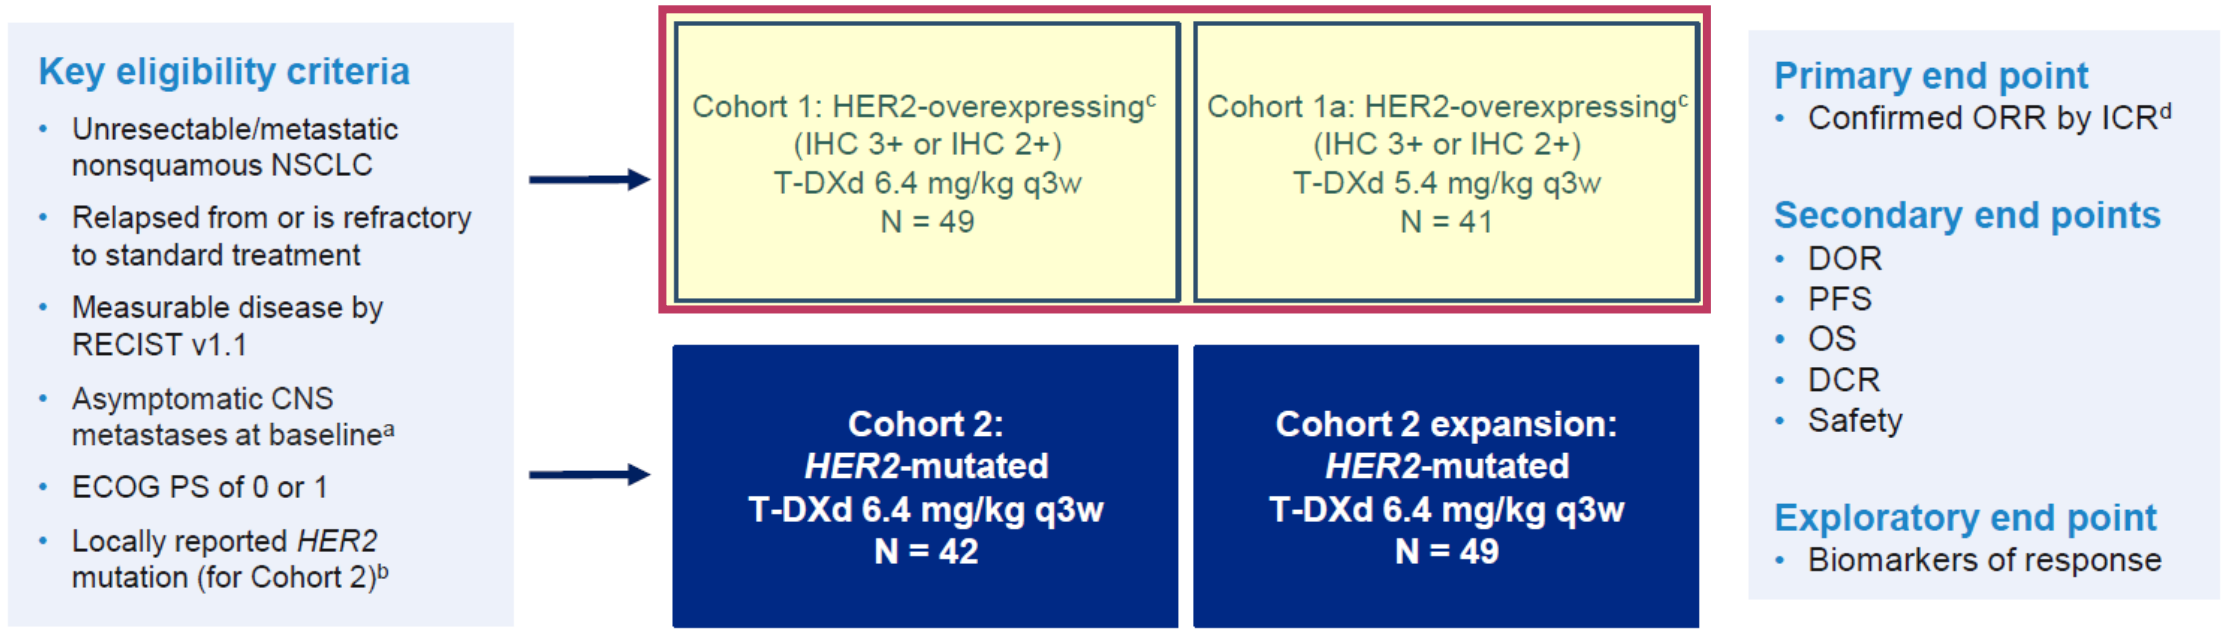 Key eligibility criteria
• Unresectable/metastatic
nonsquamous NSCLC
• Relapsed from or is refractory
to standard treatment
• Measurable disease by
RECIST v1.1
• Asymptomatic CNS
metastases at baselineᵃ
• ECOG PS of 0 or 1
• Locally reported HER2
mutation (for Cohort 2)ᵇ
Cohort 1: HER2-overexpressingᶜ
(IHC 3+ or IHC 2+)
T-DXd 6.4 mg/kg q3w
N = 49
Cohort 1a: HER2-overexpressingᶜ
(IHC 3+ or IHC 2+)
T-DXd 5.4 mg/kg q3w
N = 41
Cohort 2:
HER2-mutated
T-DXd 6.4 mg/kg q3w
N = 42
Cohort 2 expansion:
HER2-mutated
T-DXd 6.4 mg/kg q3w
N = 49
Primary end point
• Confirmed ORR by ICRᵈ
Secondary end points
• DOR
• PFS
• OS
• DCR
• Safety
Exploratory end point
• Biomarkers of response